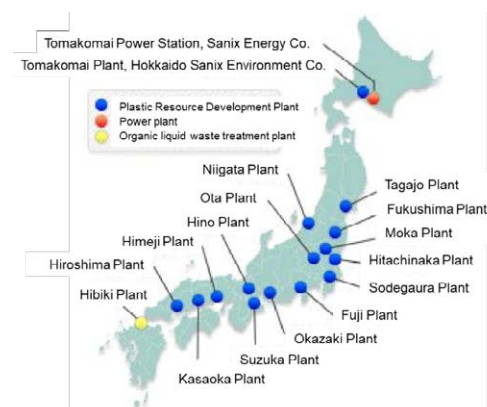 Tomakomai Power Station, Sanix Energy Co.
Tomakomai Plant, Hokkaido Sanix Environment Co.
Plastic Resource Development Plant
Power plant
Organic liquid waste treatment plant
Niigata Plant
Tagajo Plant
Ota Plant
Fukushima Plant
Hino Plant
Moka Plant
Himeji Plant
Hitachinaka Plant
Hiroshima Plant
Sodegaura Plant
Hibiki Plant
Fuji Plant
Okazaki Plant
Suzuka Plant
Kasaoka Plant